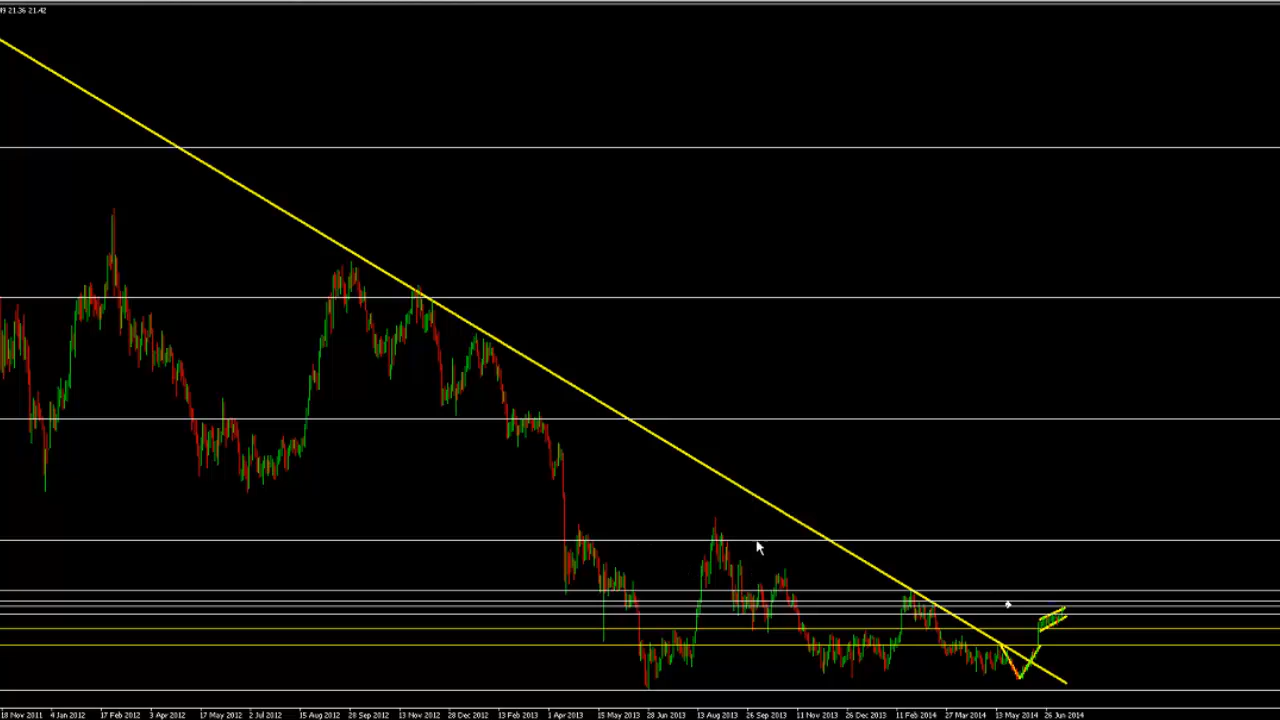 21.36 21.42
18 Nov 2011 4 Jan 2012 17 Feb 2012 3 Apr 2012 17 May 2012 2 Jul 2012 15 Aug 2012 28 Sep 2012 13 Nov 2012 28 Dec 2012 13 Feb 2013 1 Apr 2013 15 May 2013 28 Jun 2013 13 Aug 2013 26 Sep 2013 11 Nov 2013 26 Dec 2013 11 Feb 2014 27 Mar 2014 13 May 2014 26 Jun 2014